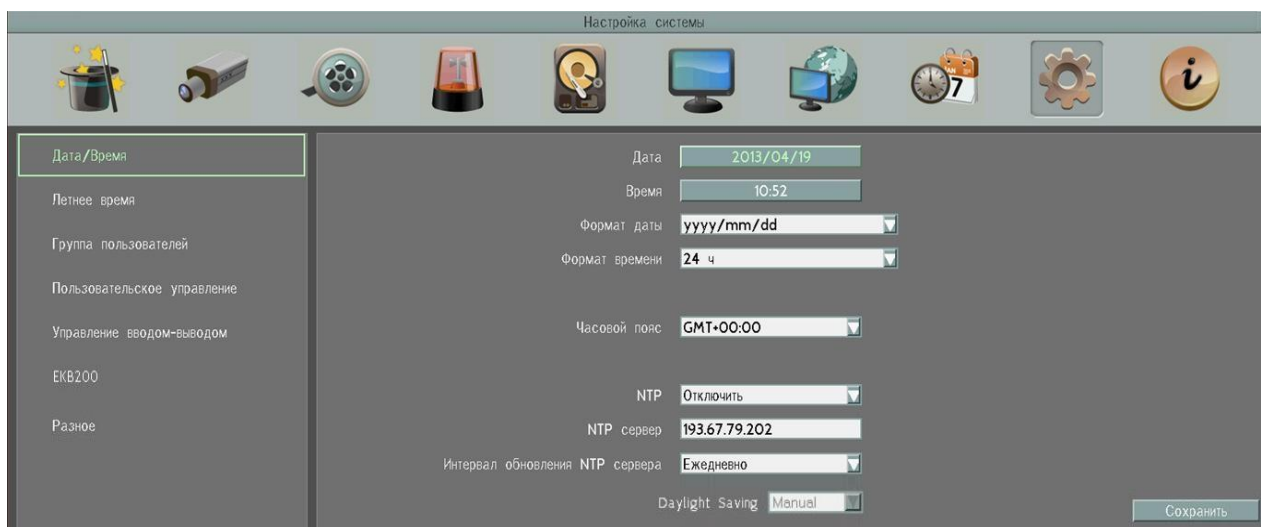 Настройка системы
7
i
Дата/Время
Летнее время
Группа пользователей
Пользовательское управление
Управление вводом-выводом
EKB200
Разное
Дата 2013/04/19
Время 10:52
Формат даты yyyy/mm/dd
Формат времени 24 ч
Часовой пояс GMT+00:00
NTP Отключить
NTP сервер 193.67.79.202
Интервал обновления NTP сервера Ежедневно
Daylight Saving Manual
Сохранить